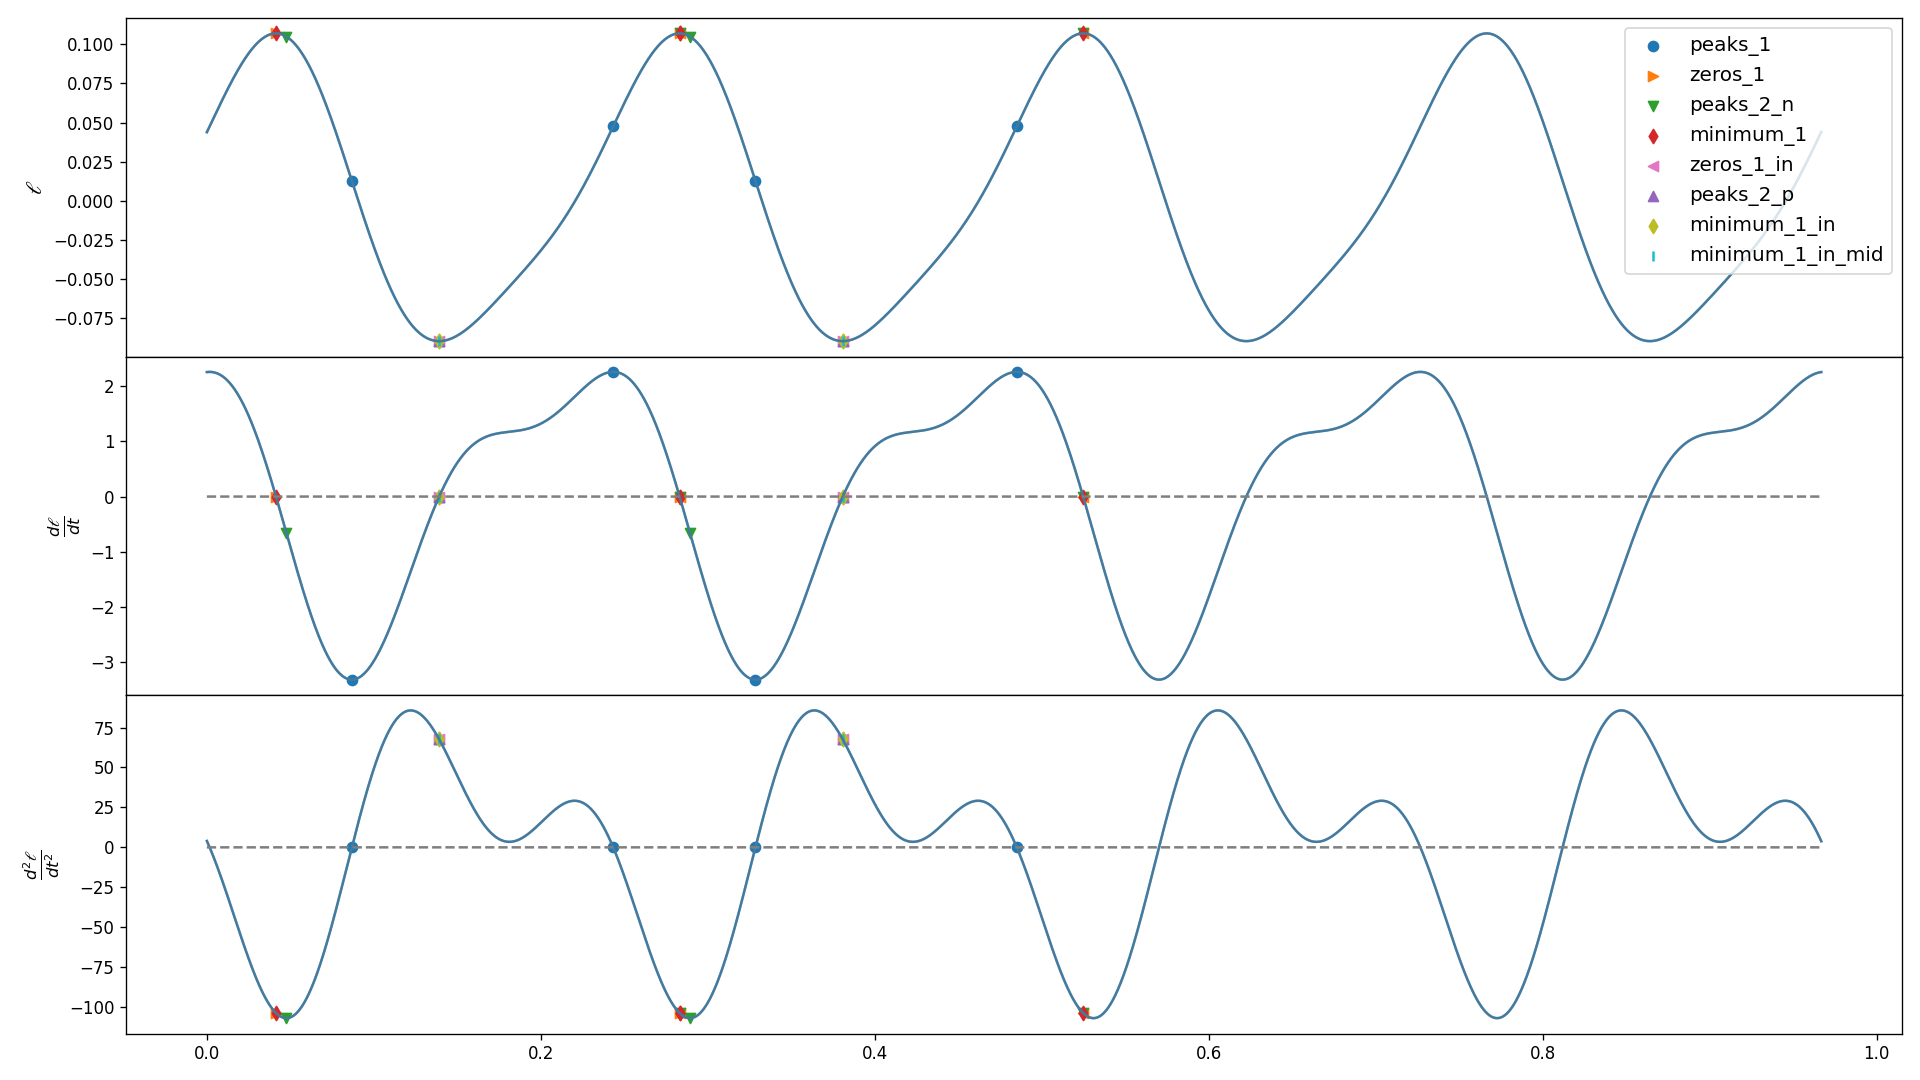 0.100
0.075
0.050
0.025
0.000
−0.025
−0.050
−0.075
ℓ
peaks_1
zeros_1
peaks_2_n
minimum_1
zeros_1_in
peaks_2_p
minimum_1_in
minimum_1_in_mid
2
1
0
−1
−2
−3
dℓ
dt
75
50
25
0
−25
−50
−75
−100
d²ℓ
dt²
0.0 0.2 0.4 0.6 0.8 1.0